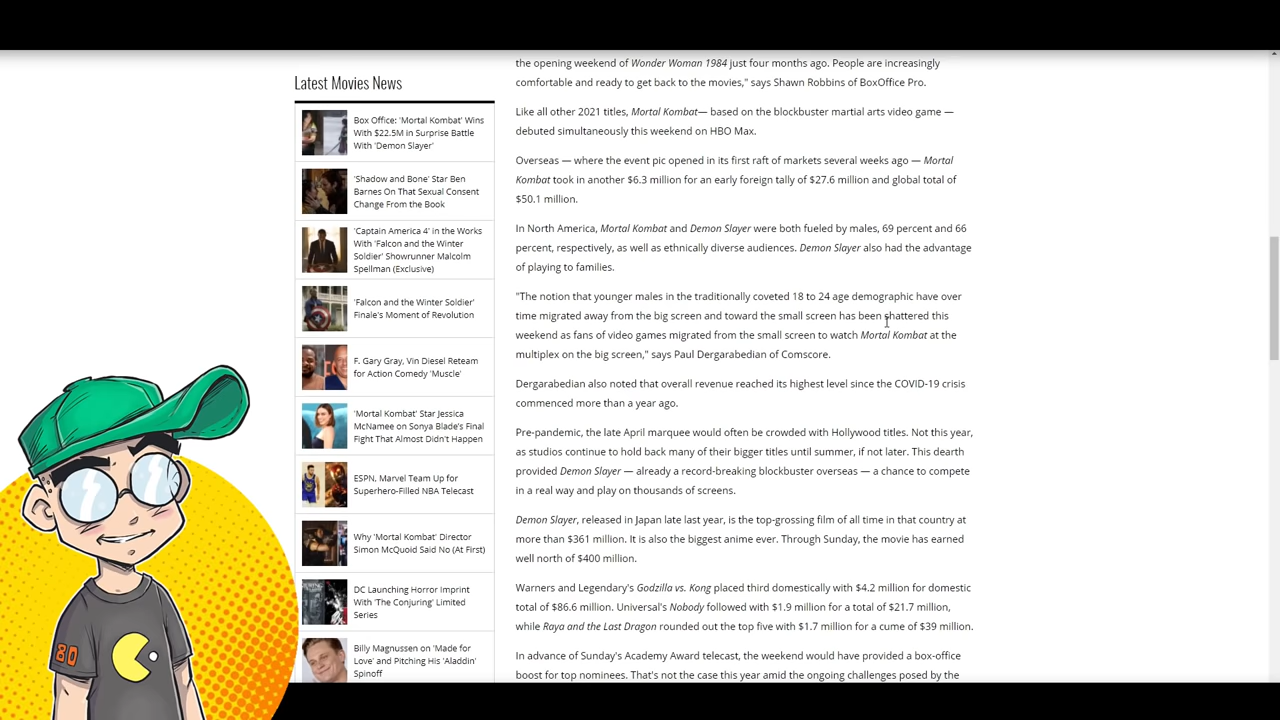 Latest Movies News
Box Office: 'Mortal Kombat' Wins
With $22.5M in Surprise Battle
With 'Demon Slayer'
'Shadow and Bone' Star Ben
Barnes On That Sexual Consent
Change From the Book
'Captain America 4' in the Works
With 'Falcon and the Winter
Soldier' Showrunner Malcolm
Spellman (Exclusive)
'Falcon and the Winter Soldier'
Finale's Moment of Revolution
F. Gary Gray, Vin Diesel Reteam
for Action Comedy 'Muscle'
'Mortal Kombat' Star Jessica
McNamee on Sonya Blade's Final
Fight That Almost Didn't Happen
ESPN, Marvel Team Up for
Superhero-Filled NBA Telecast
Why 'Mortal Kombat' Director
Simon McQuoid Said No (At First)
DC Launching Horror Imprint
With 'The Conjuring' Limited
Series
Billy Magnussen on 'Made for
Love' and Pitching His 'Aladdin'
Spinoff
the opening weekend of Wonder Woman 1984 just four months ago. People are increasingly
comfortable and ready to get back to the movies," says Shawn Robbins of BoxOffice Pro.
Like all other 2021 titles, Mortal Kombat— based on the blockbuster martial arts video game —
debuted simultaneously this weekend on HBO Max.
Overseas — where the event pic opened in its first raft of markets several weeks ago — Mortal
Kombat took in another $6.3 million for an early foreign tally of $27.6 million and global total of
$50.1 million.
In North America, Mortal Kombat and Demon Slayer were both fueled by males, 69 percent and 66
percent, respectively, as well as ethnically diverse audiences. Demon Slayer also had the advantage
of playing to families.
"The notion that younger males in the traditionally coveted 18 to 24 age demographic have over
time migrated away from the big screen and toward the small screen has been shattered this
weekend as fans of video games migrated from the small screen to watch Mortal Kombat at the
multiplex on the big screen," says Paul Dergarabedian of Comscore.
Dergarabedian also noted that overall revenue reached its highest level since the COVID-19 crisis
commenced more than a year ago.
Pre-pandemic, the late April marquee would often be crowded with Hollywood titles. Not this year,
as studios continue to hold back many of their bigger titles until summer, if not later. This dearth
provided Demon Slayer — already a record-breaking blockbuster overseas — a chance to compete
in a real way and play on thousands of screens.
Demon Slayer, released in Japan late last year, is the top-grossing film of all time in that country at
more than $361 million. It is also the biggest anime ever. Through Sunday, the movie has earned
well north of $400 million.
Warners and Legendary's Godzilla vs. Kong placed third domestically with $4.2 million for domestic
total of $86.6 million. Universal's Nobody followed with $1.9 million for a total of $21.7 million,
while Raya and the Last Dragon rounded out the top five with $1.7 million for a cume of $39 million.
In advance of Sunday's Academy Award telecast, the weekend would have provided a box-office
boost for top nominees. That's not the case this year amid the ongoing challenges posed by the
80